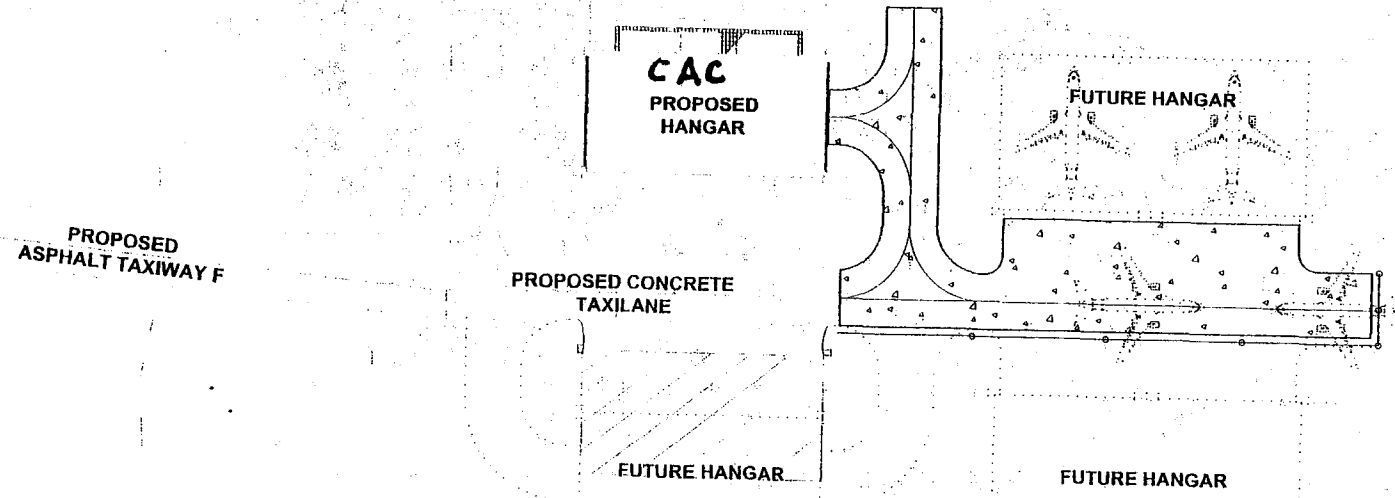 CAC
PROPOSED
HANGAR
FUTURE HANGAR
PROPOSED
ASPHALT TAXIWAY F
PROPOSED CONCRETE
TAXILANE
FUTURE HANGAR
FUTURE HANGAR